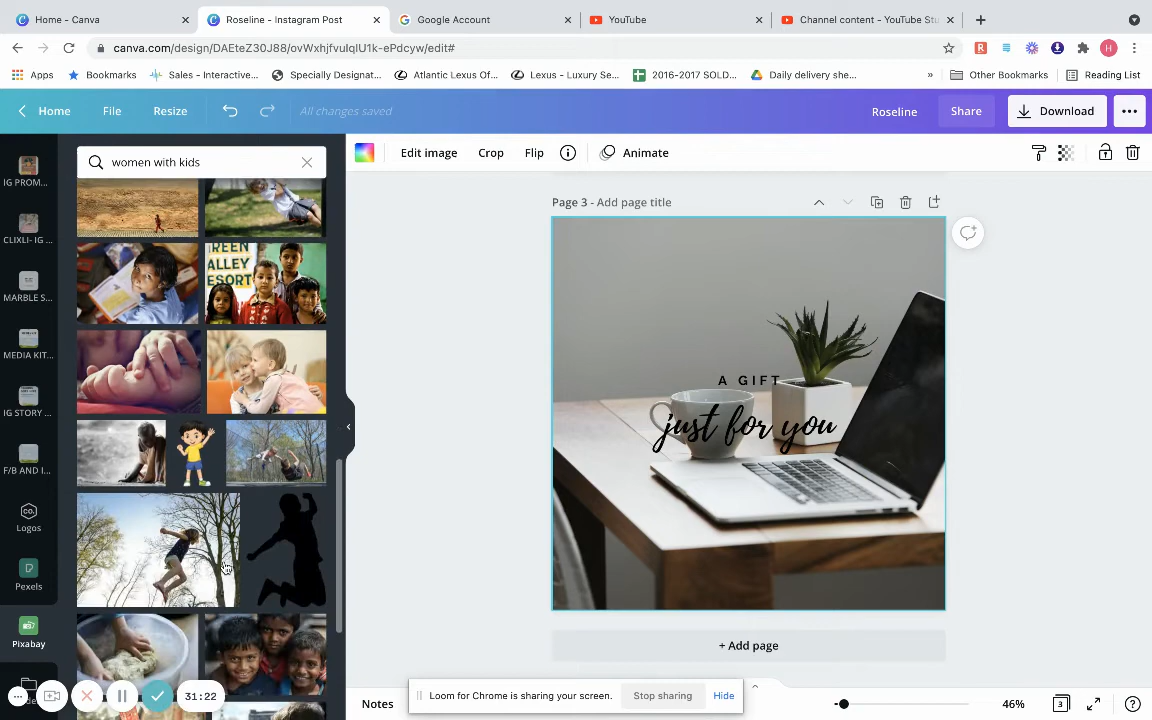 Home - Canva
Roseline - Instagram Post
Google Account
YouTube
Channel content - YouTube Stu
canva.com/design/DAEteZ30J88/ovWxhjfvuIqlU1k-ePdcyw/edit#
R
H
Apps
Bookmarks
Sales - Interactive...
Specially Designat...
Atlantic Lexus Of...
Lexus - Luxury Se...
2016-2017 SOLD...
Daily delivery she...
»
Other Bookmarks
Reading List
Home
File
Resize
All changes saved
Roseline
Share
Download
women with kids
Edit image
Crop
Flip
Animate
IG PROM...
CLIXLI- IG ...
MARBLE S...
MEDIA KIT...
IG STORY ...
F/B AND I...
Logos
Pexels
Pixabay
Page 3 - Add page title
VALLEY
RESORT
A GIFT
just for you
+ Add page
31:22
Loom for Chrome is sharing your screen.
Stop sharing
Hide
Notes
46%
3